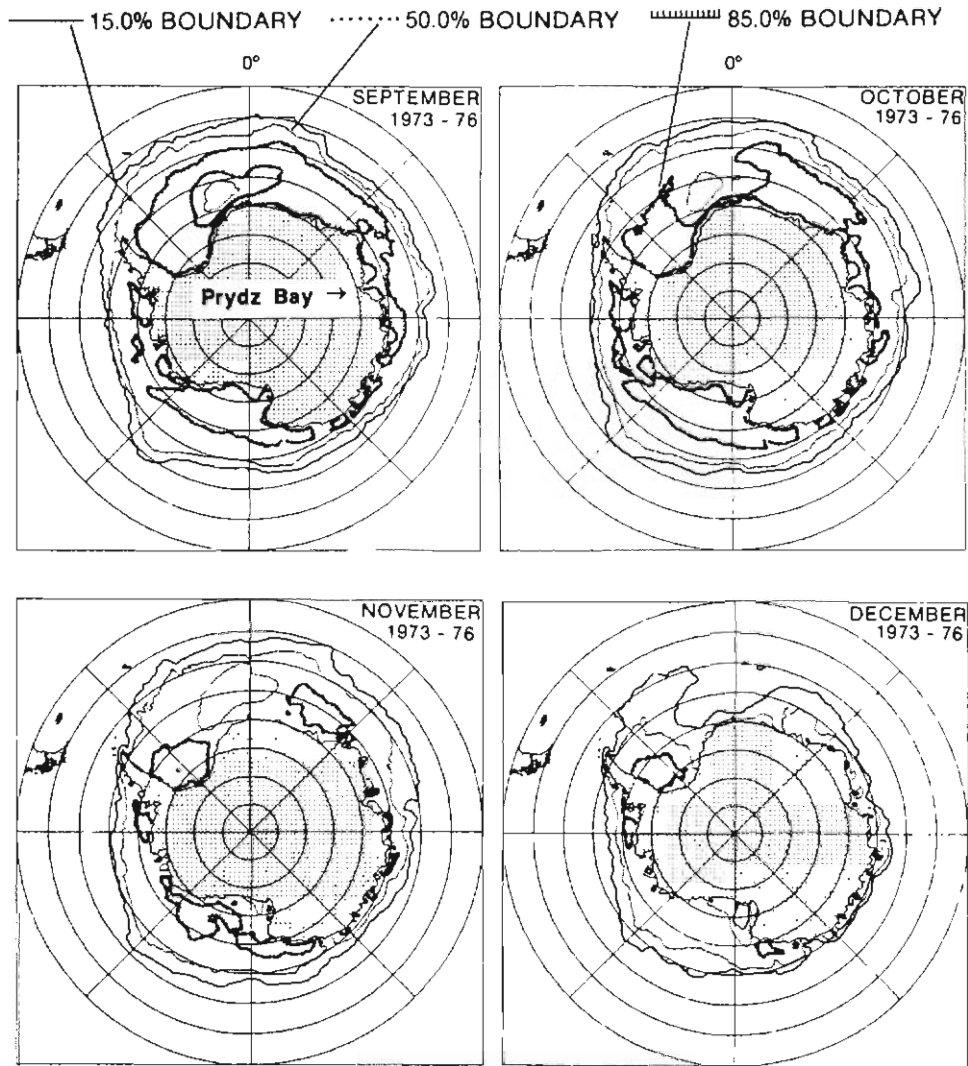 15.0% BOUNDARY 50.0% BOUNDARY 85.0% BOUNDARY
0° 0°
SEPTEMBER
1973 - 76
OCTOBER
1973 - 76
Prydz Bay →
NOVEMBER
1973 - 76
DECEMBER
1973 - 76